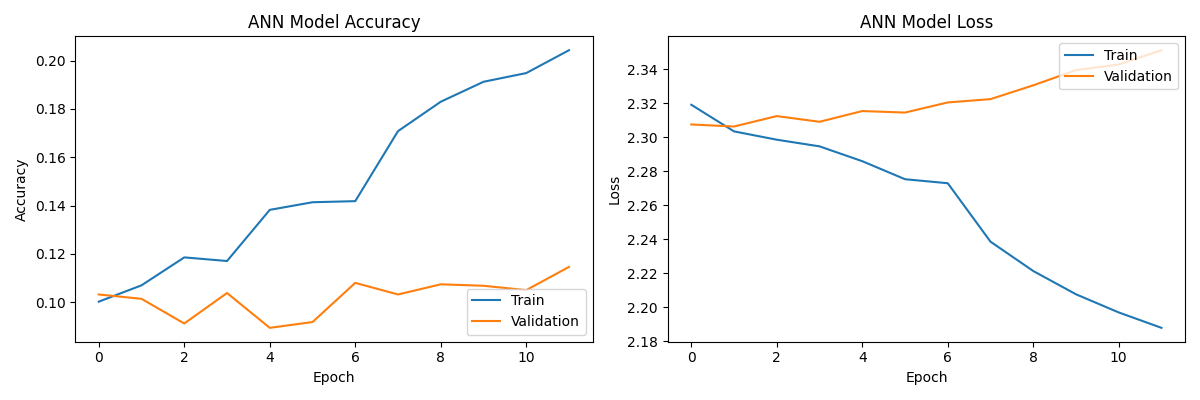 ANN Model Accuracy
Accuracy
0.20
0.18
0.16
0.14
0.12
0.10
Train
Validation
0 2 4 6 8 10
Epoch
ANN Model Loss
Loss
2.34
2.32
2.30
2.28
2.26
2.24
2.22
2.20
2.18
Train
Validation
0 2 4 6 8 10
Epoch